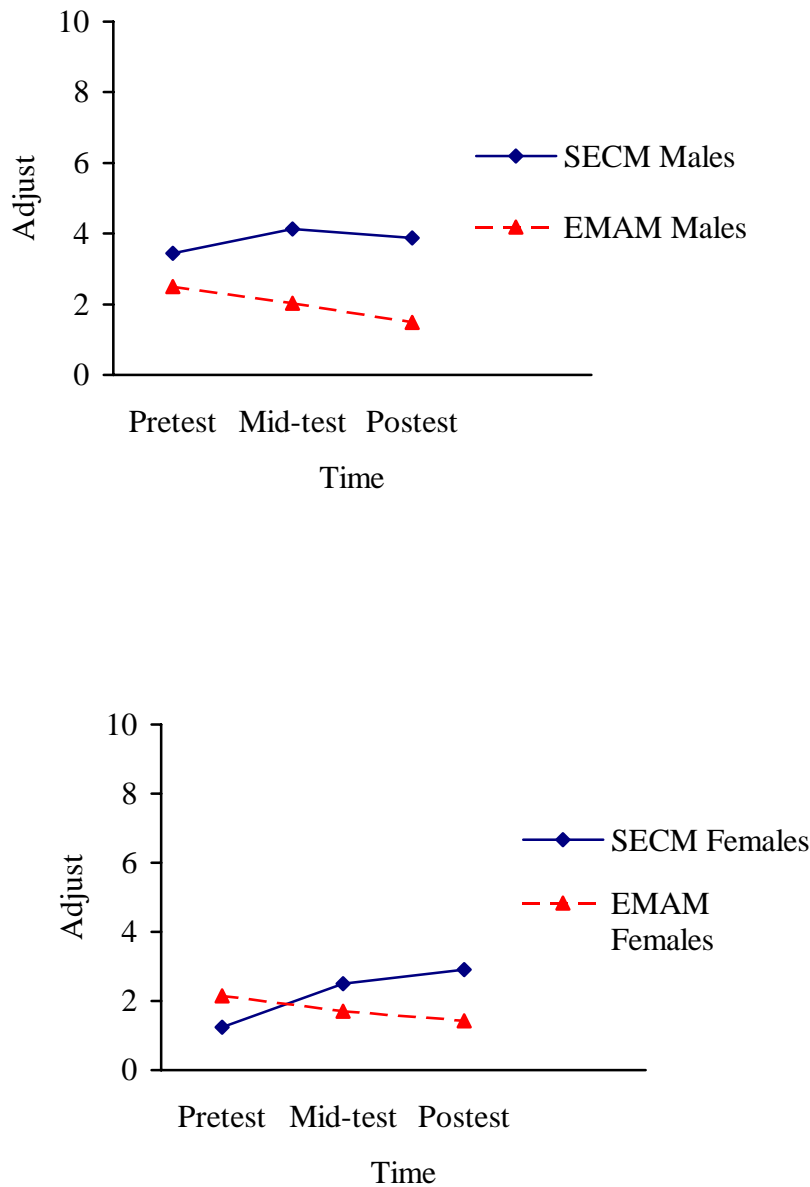 10
8
6
4
2
0
Adjust
SECM Males
EMAM Males
Pretest Mid-test Postest
Time
10
8
6
4
2
0
Adjust
SECM Females
EMAM
Females
Pretest Mid-test Postest
Time